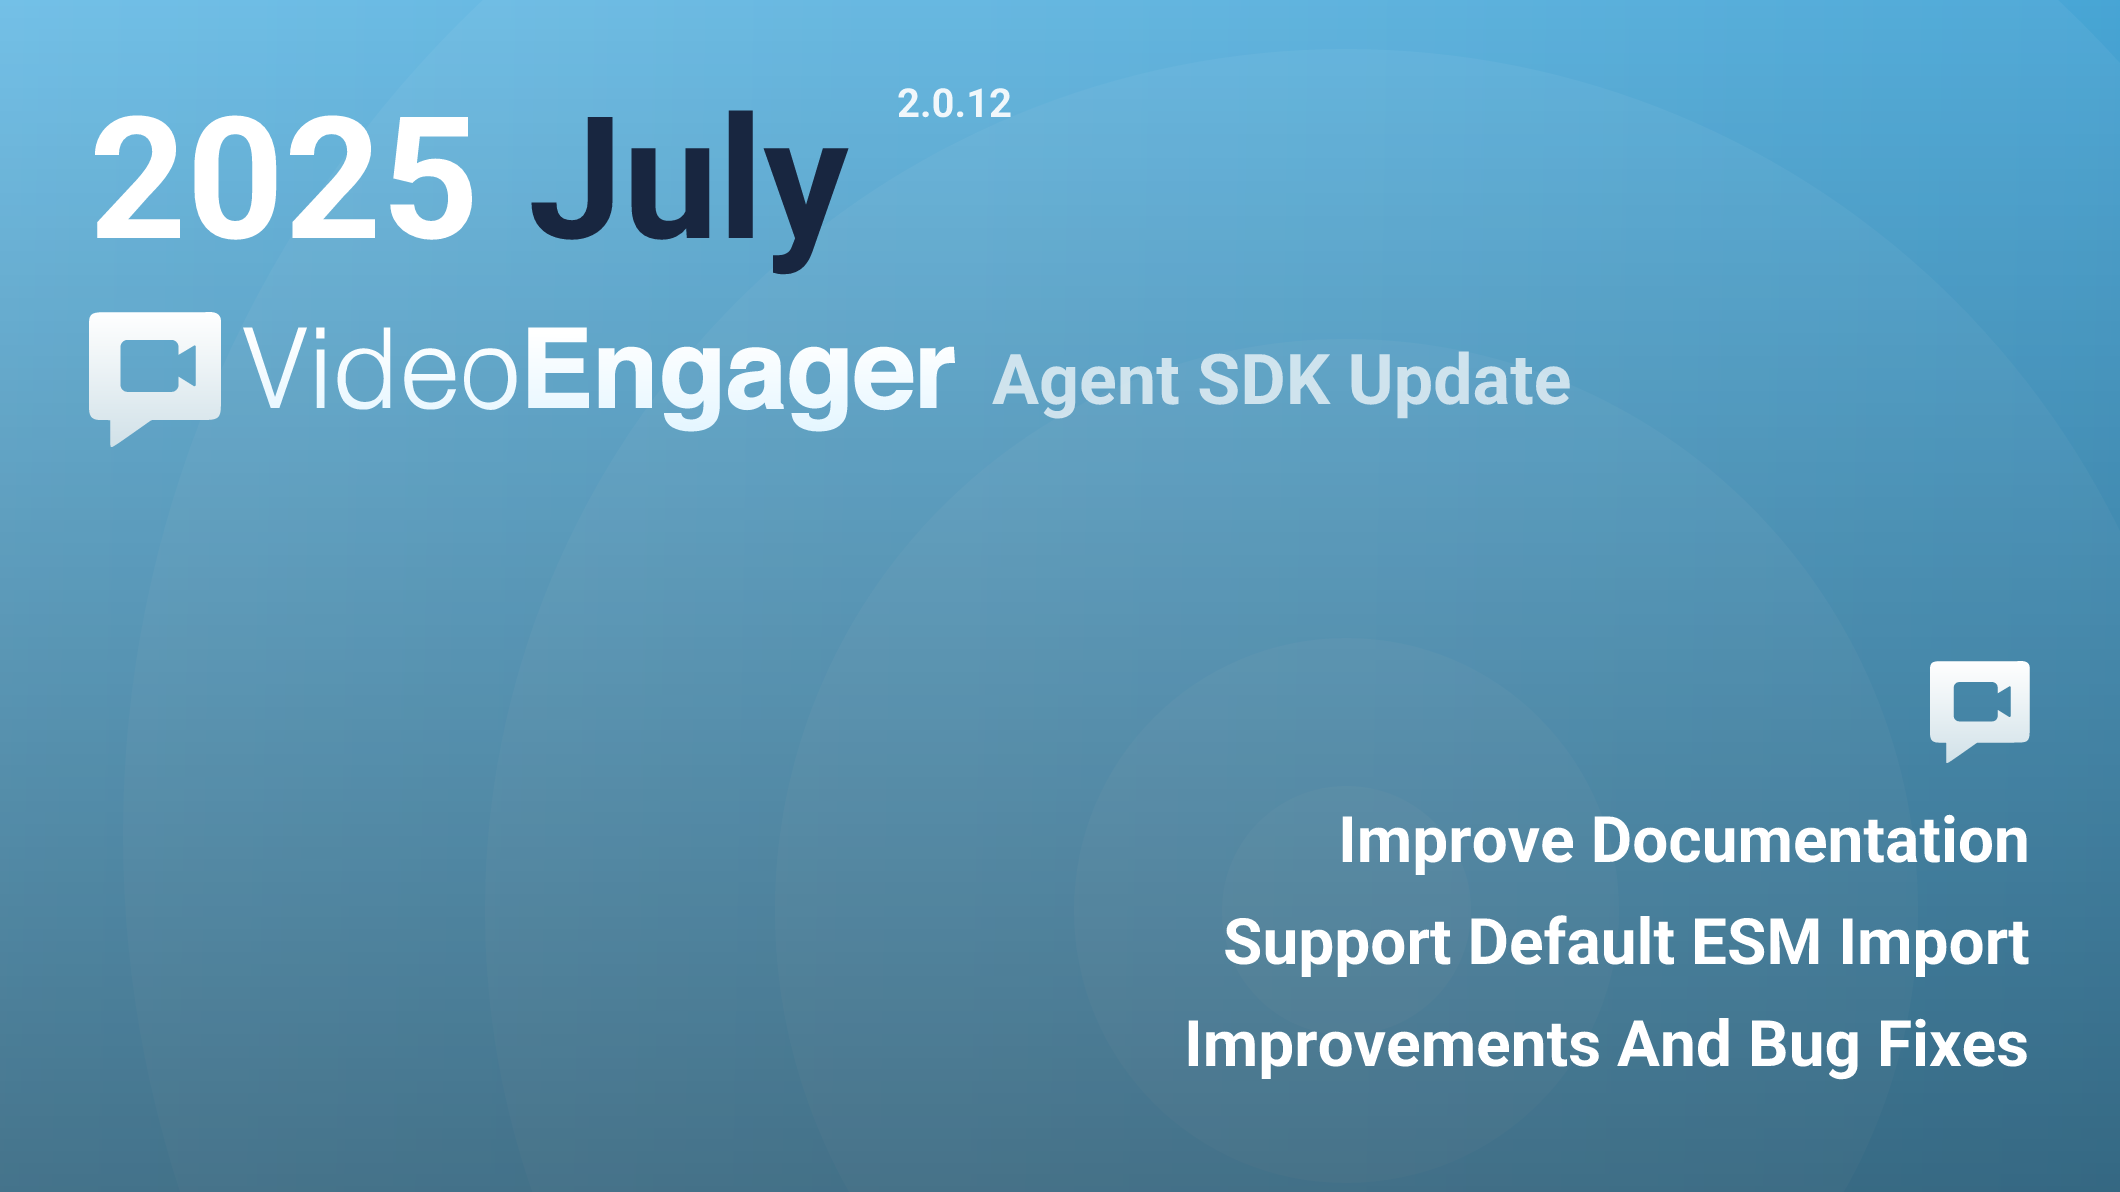 2025 July 2.0.12
VideoEngager Agent SDK Update
Improve Documentation
Support Default ESM Import
Improvements And Bug Fixes